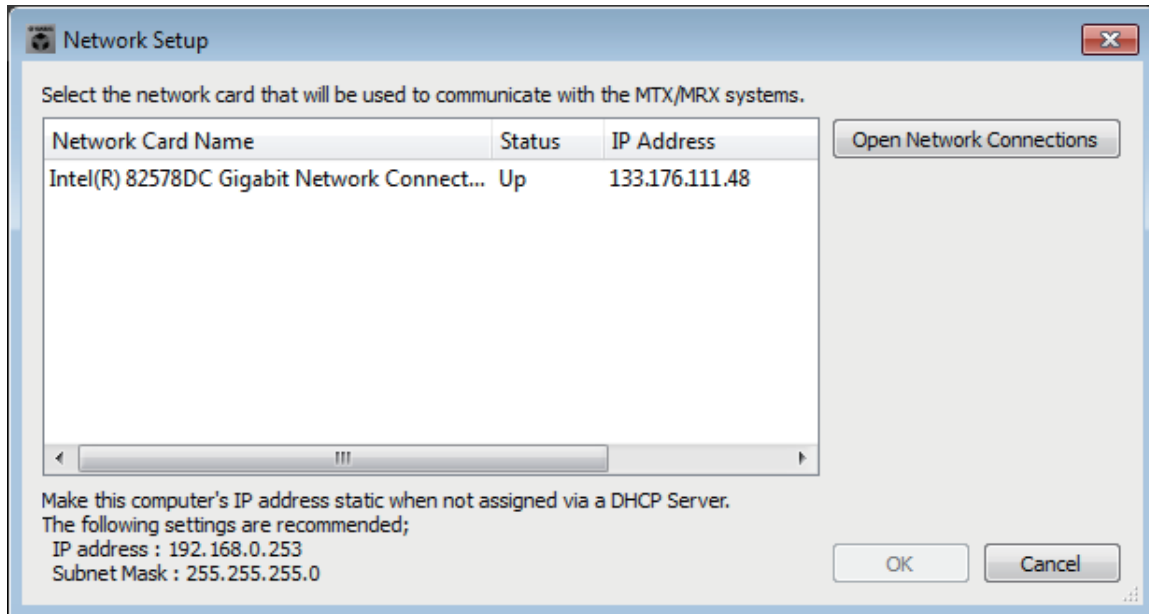 Network Setup
Select the network card that will be used to communicate with the MTX/MRX systems.
Network Card Name Status IP Address
Open Network Connections
Intel(R) 82578DC Gigabit Network Connect... Up 133.176.111.48
Make this computer's IP address static when not assigned via a DHCP Server.
The following settings are recommended;
IP address : 192.168.0.253
Subnet Mask : 255.255.255.0
OK Cancel